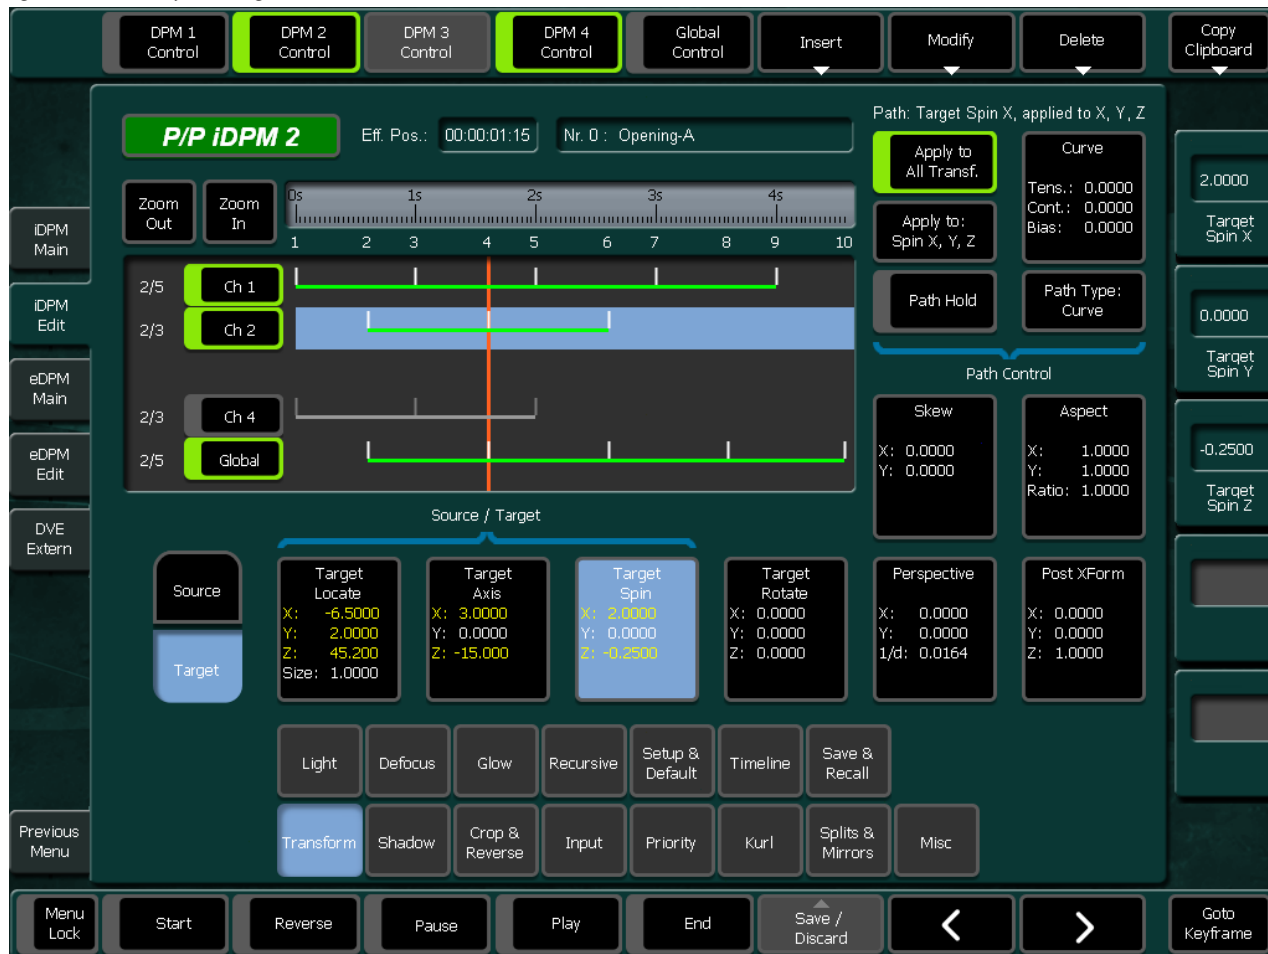 DPM 1
Control
DPM 2
Control
DPM 3
Control
DPM 4
Control
Global
Control
Insert
Modify
Delete
Copy
Clipboard
P/P iDPM 2
Eff. Pos.: 00:00:01:15
Nr. 0 : Opening-A
Path: Target Spin X, applied to X, Y, Z
Apply to
All Transf.
Curve
Tens.: 0.0000
Cont.: 0.0000
Bias: 0.0000
Apply to:
Spin X, Y, Z
Path Hold
Path Type:
Curve
Path Control
Zoom
Out
Zoom
In
0s 1s 2s 3s 4s
1 2 3 4 5 6 7 8 9 10
2/5 Ch 1
2/3 Ch 2
2/3 Ch 4
2/5 Global
iDPM
Main
iDPM
Edit
eDPM
Main
eDPM
Edit
DVE
Extern
Previous
Menu
2.0000
Target
Spin X
0.0000
Target
Spin Y
-0.2500
Target
Spin Z
Skew
X: 0.0000
Y: 0.0000
Aspect
X: 1.0000
Y: 1.0000
Ratio: 1.0000
Source / Target
Source
Target
Target
Locate
X: -6.5000
Y: 2.0000
Z: 45.200
Size: 1.0000
Target
Axis
X: 3.0000
Y: 0.0000
Z: -15.000
Target
Spin
X: 2.0000
Y: 0.0000
Z: -0.2500
Target
Rotate
X: 0.0000
Y: 0.0000
Z: 0.0000
Perspective
X: 0.0000
Y: 0.0000
1/d: 0.0164
Post XForm
X: 0.0000
Y: 0.0000
Z: 1.0000
Light
Defocus
Glow
Recursive
Setup &
Default
Timeline
Save &
Recall
Transform
Shadow
Crop &
Reverse
Input
Priority
Kurl
Splits &
Mirrors
Misc
Menu
Lock
Start
Reverse
Pause
Play
End
Save /
Discard
Goto
Keyframe